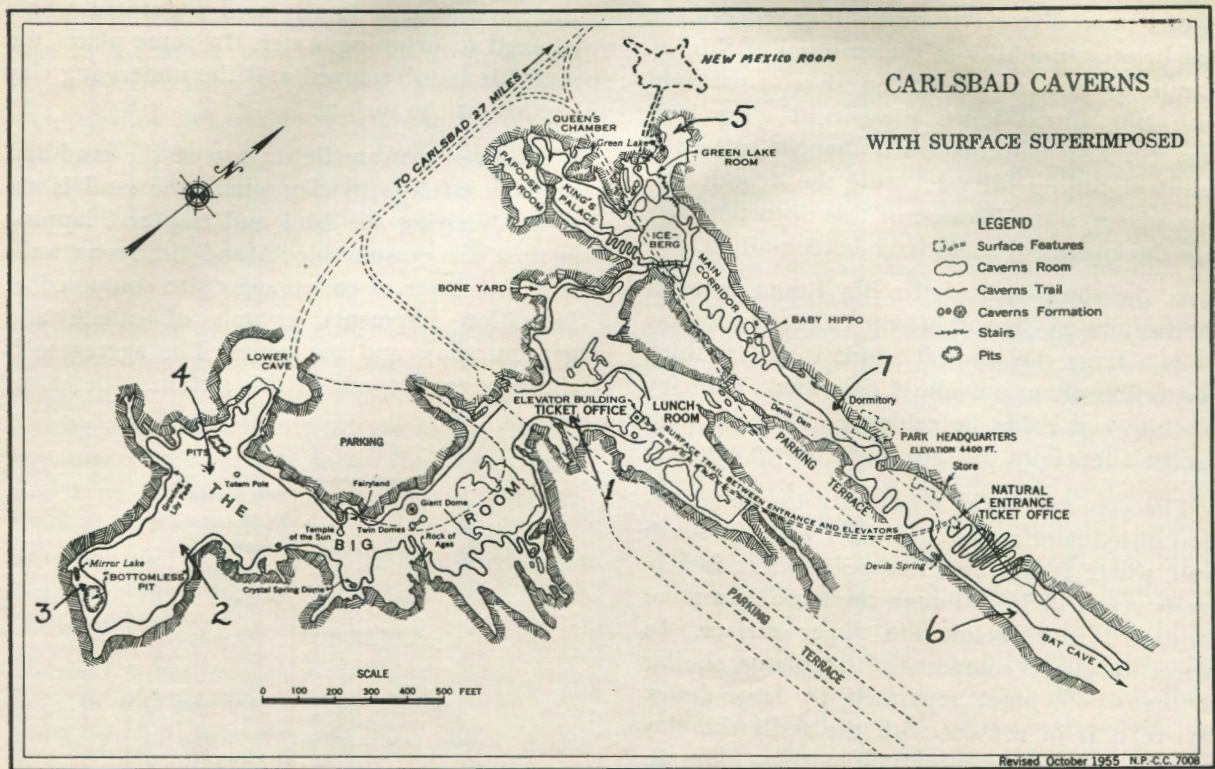 NEW MEXICO ROOM
CARLSBAD CAVERNS
WITH SURFACE SUPERIMPOSED
TO CARLSBAD 27 MILES
N
5
QUEEN'S
CHAMBER
Green Lake
GREEN LAKE
ROOM
PAPOOSE
ROOM
KING'S
PALACE
ICE-
BERG
LEGEND
Surface Features
Caverns Room
Caverns Trail
Caverns Formation
Stairs
Pits
MAIN
CORRIDOR
BONE YARD
BABY HIPPO
LOWER
CAVE
4
7
Dormitory
ELEVATOR BUILDING
TICKET OFFICE
LUNCH
ROOM
Devils Den
PARKING
PARK HEADQUARTERS
ELEVATION 4400 FT.
PARKING
TERRACE
Store
NATURAL
ENTRANCE
TICKET OFFICE
SURFACE TRAIL BETWEEN ENTRANCE AND ELEVATORS
1
PITS
Totem Pole
THE
Fairyland
Giant Dome
ROOM
Temple
of the Sun
Twin Domes
BIG
Rock of
Ages
Lily Pads
Mirror Lake
BOTTOMLESS
PIT
Crystal Spring Dome
Devils Spring
3
2
6
BAT CAVE
PARKING
TERRACE
SCALE
0 100 200 300 400 500 FEET
Revised October 1955 N.P.-C.C. 7008